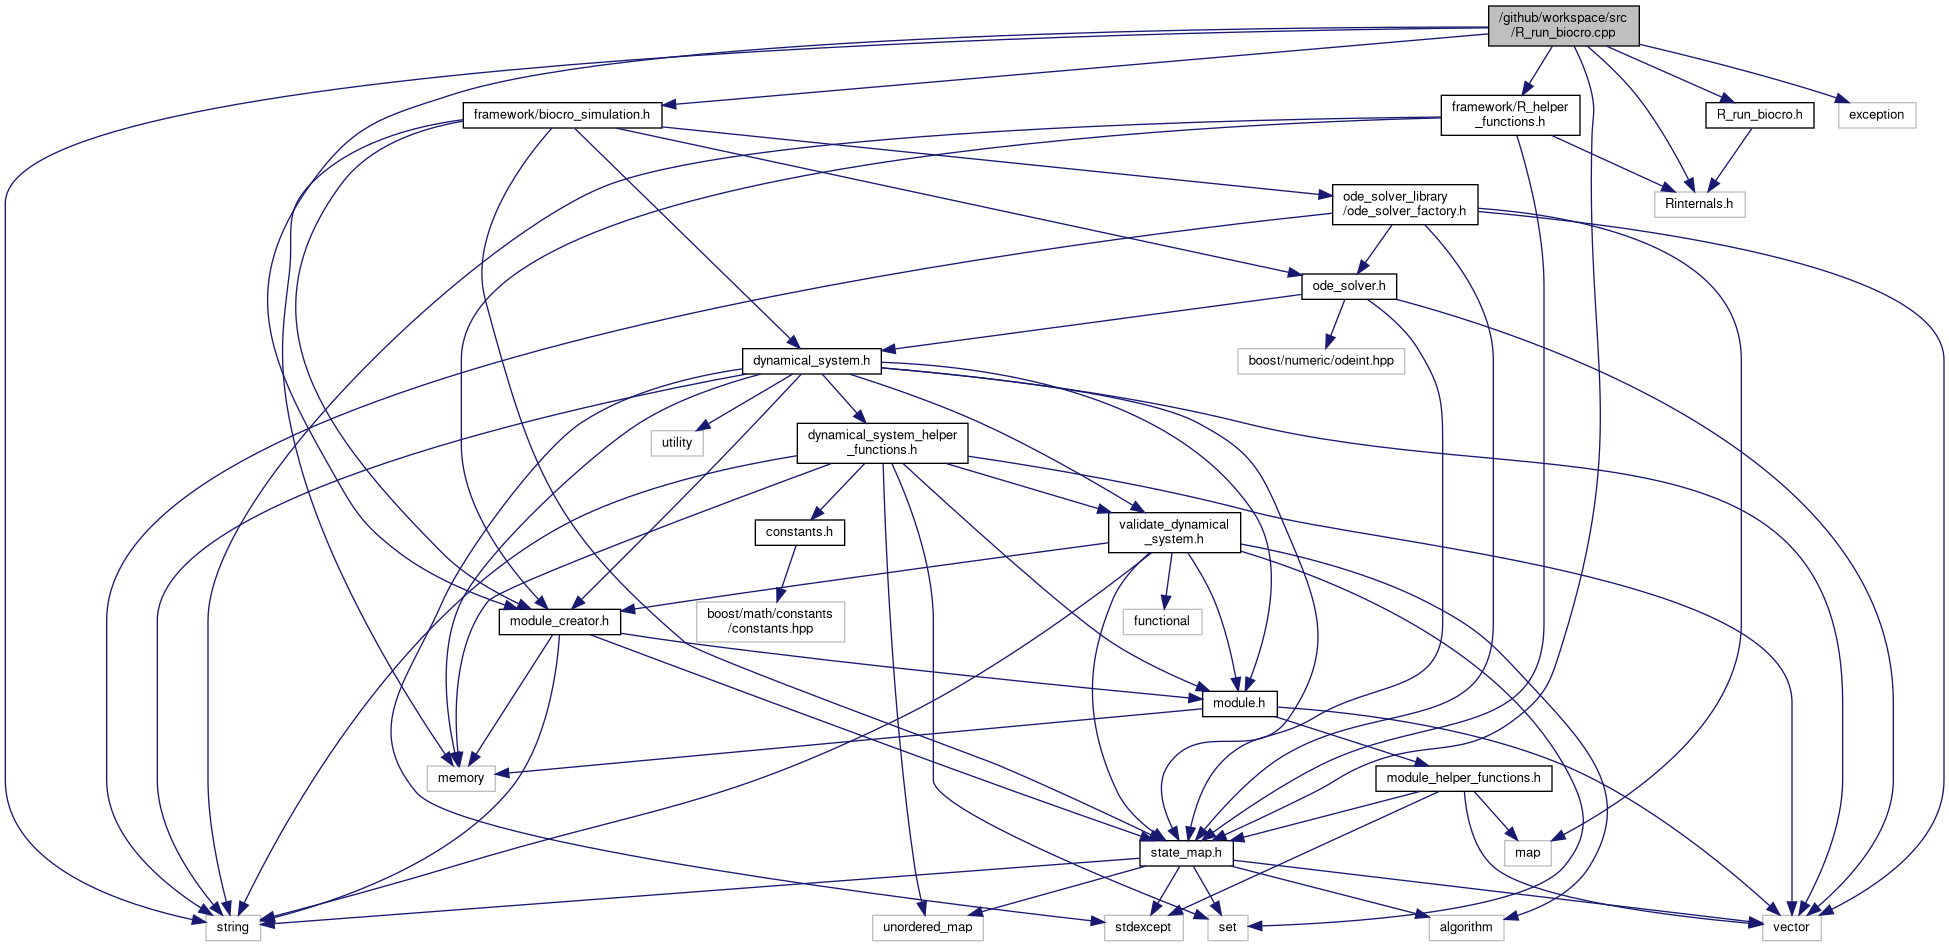 /github/workspace/src
/R_run_biocro.cpp
framework/biocro_simulation.h
framework/R_helper
_functions.h
R_run_biocro.h
exception
ode_solver_library
/ode_solver_factory.h
Rinternals.h
ode_solver.h
dynamical_system.h
boost/numeric/odeint.hpp
utility
dynamical_system_helper
_functions.h
constants.h
validate_dynamical
_system.h
module_creator.h
boost/math/constants
/constants.hpp
functional
module.h
memory
module_helper_functions.h
state_map.h
map
string
unordered_map
stdexcept
set
algorithm
vector